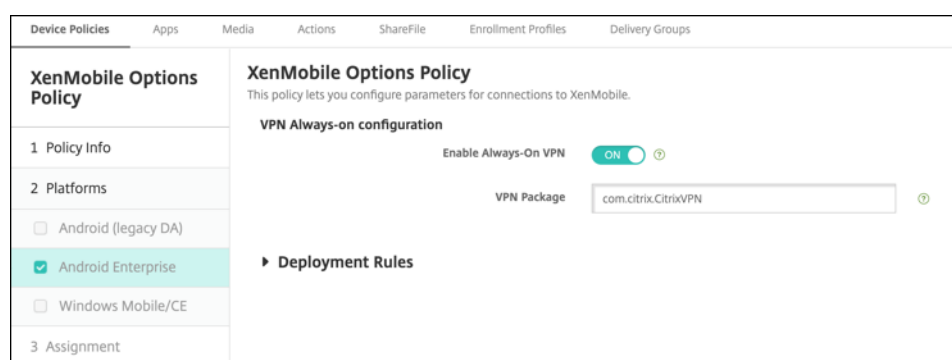 Device Policies Apps Media Actions ShareFile Enrollment Profiles Delivery Groups
XenMobile Options
Policy
1 Policy Info
2 Platforms
Android (legacy DA)
Android Enterprise
Windows Mobile/CE
3 Assignment
XenMobile Options Policy
This policy lets you configure parameters for connections to XenMobile.
VPN Always-on configuration
Enable Always-On VPN ON ?
VPN Package com.citrix.CitrixVPN ?
Deployment Rules